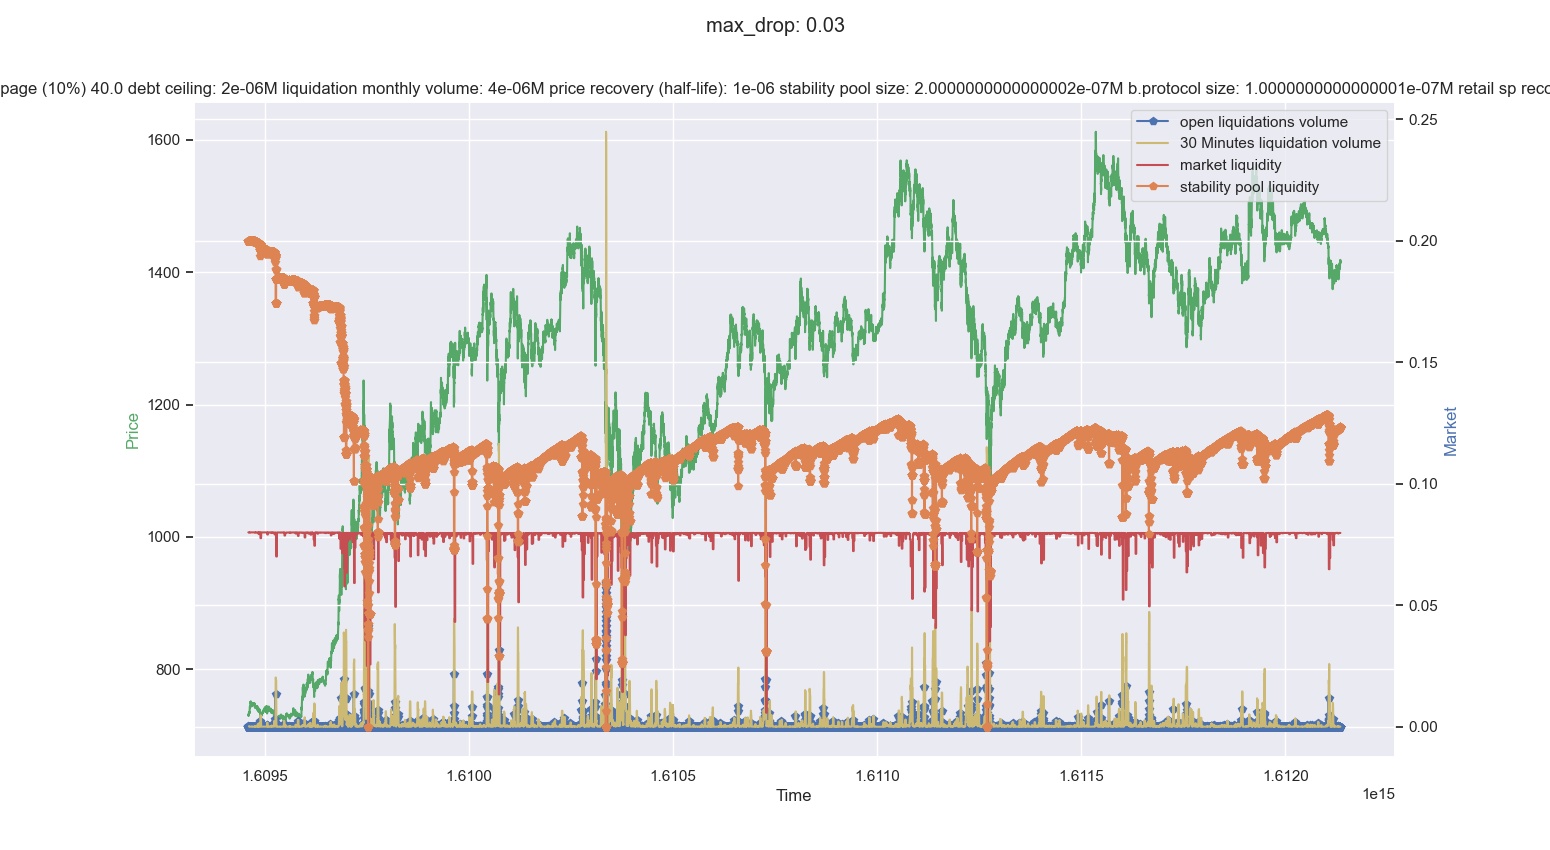 max_drop: 0.03
page (10%) 40.0 debt ceiling: 2e-06M liquidation monthly volume: 4e-06M price recovery (half-life): 1e-06 stability pool size: 2.0000000000000002e-07M b.protocol size: 1.0000000000000001e-07M retail sp reco
open liquidations volume
30 Minutes liquidation volume
market liquidity
stability pool liquidity
1600
1400
1200
1000
800
Price
0.25
0.20
0.15
0.10
0.05
0.00
Market
1.6095 1.6100 1.6105 1.6110 1.6115 1.6120
Time
1e15